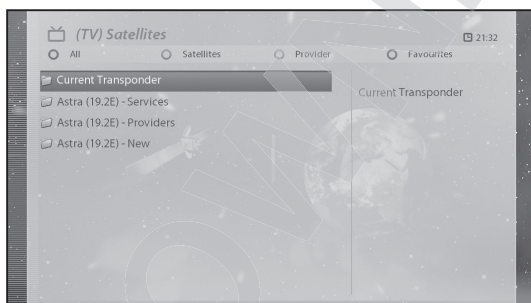 (TV) Satellites 21:32
All Satellites Provider Favourites
Current Transponder
Astra (19.2E) - Services
Astra (19.2E) - Providers
Astra (19.2E) - New
Current Transponder